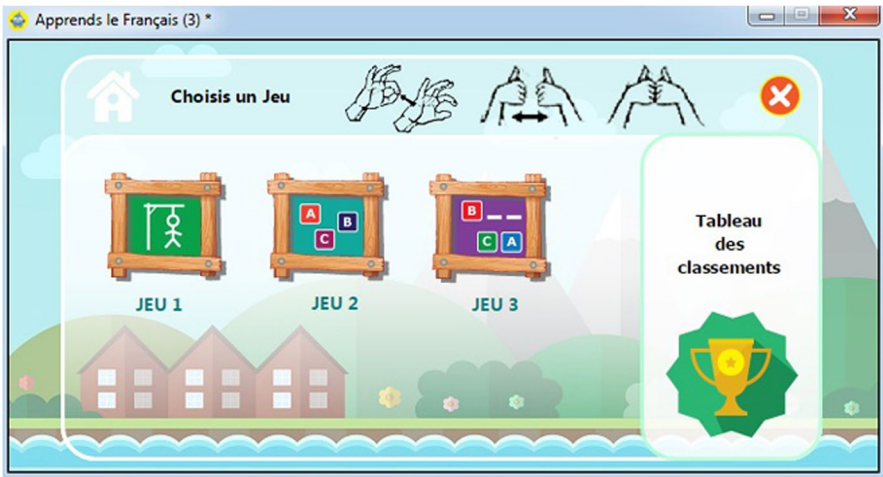 Apprends le Français (3) *
Choisis un Jeu
A
B
C
B _ _
C A
JEU 1
JEU 2
JEU 3
Tableau
des
classements